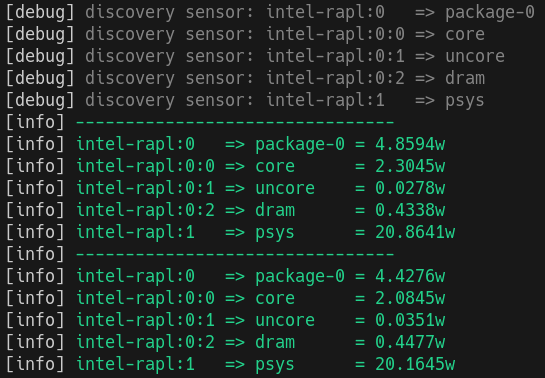 [debug] discovery sensor: intel-rapl:0   => package-0
[debug] discovery sensor: intel-rapl:0:0 => core
[debug] discovery sensor: intel-rapl:0:1 => uncore
[debug] discovery sensor: intel-rapl:0:2 => dram
[debug] discovery sensor: intel-rapl:1   => psys
[info] --------------------------------
[info] intel-rapl:0   => package-0 = 4.8594w
[info] intel-rapl:0:0 => core      = 2.3045w
[info] intel-rapl:0:1 => uncore    = 0.0278w
[info] intel-rapl:0:2 => dram      = 0.4338w
[info] intel-rapl:1   => psys      = 20.8641w
[info] --------------------------------
[info] intel-rapl:0   => package-0 = 4.4276w
[info] intel-rapl:0:0 => core      = 2.0845w
[info] intel-rapl:0:1 => uncore    = 0.0351w
[info] intel-rapl:0:2 => dram      = 0.4477w
[info] intel-rapl:1   => psys      = 20.1645w